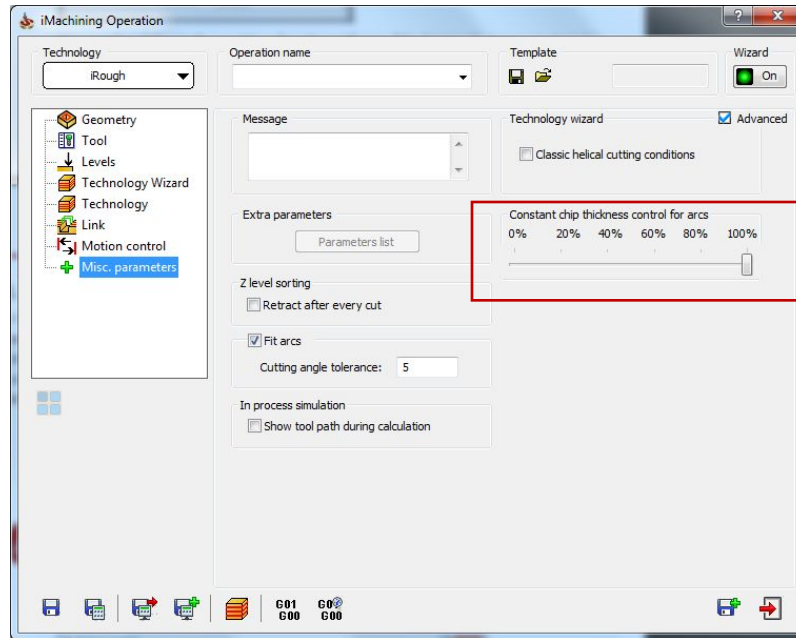 iMachining Operation
Technology
iRough
Operation name
Template
Wizard
On
Geometry
Tool
Levels
Technology Wizard
Technology
Link
Motion control
Misc. parameters
Message
Technology wizard
Advanced
Classic helical cutting conditions
Extra parameters
Parameters list
Constant chip thickness control for arcs
0% 20% 40% 60% 80% 100%
Z level sorting
Retract after every cut
Fit arcs
Cutting angle tolerance: 5
In process simulation
Show tool path during calculation
G01 G00
G00 G00